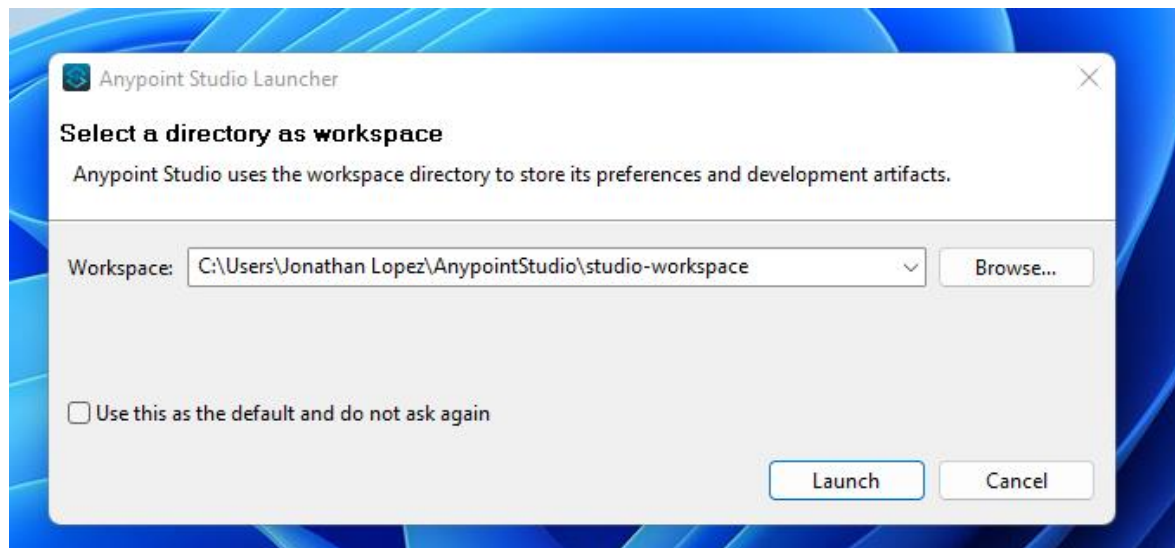 Anypoint Studio Launcher
Select a directory as workspace
Anypoint Studio uses the workspace directory to store its preferences and development artifacts.
Workspace: C:\Users\Jonathan Lopez\AnypointStudio\studio-workspace Browse...
Use this as the default and do not ask again
Launch Cancel